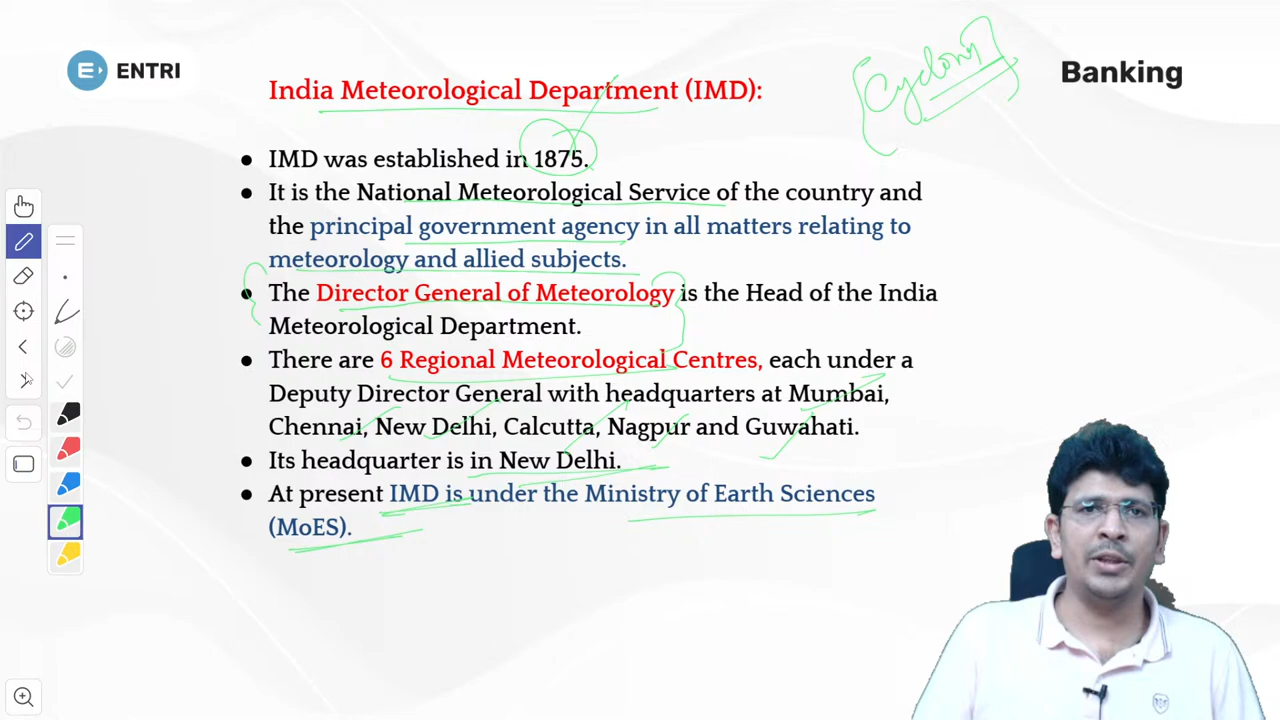 ENTRI
Banking
Cyclony
India Meteorological Department (IMD):
● IMD was established in 1875.
● It is the National Meteorological Service of the country and
the principal government agency in all matters relating to
meteorology and allied subjects.
● The Director General of Meteorology is the Head of the India
Meteorological Department.
● There are 6 Regional Meteorological Centres, each under a
Deputy Director General with headquarters at Mumbai,
Chennai, New Delhi, Calcutta, Nagpur and Guwahati.
● Its headquarter is in New Delhi.
● At present IMD is under the Ministry of Earth Sciences
(MoES).